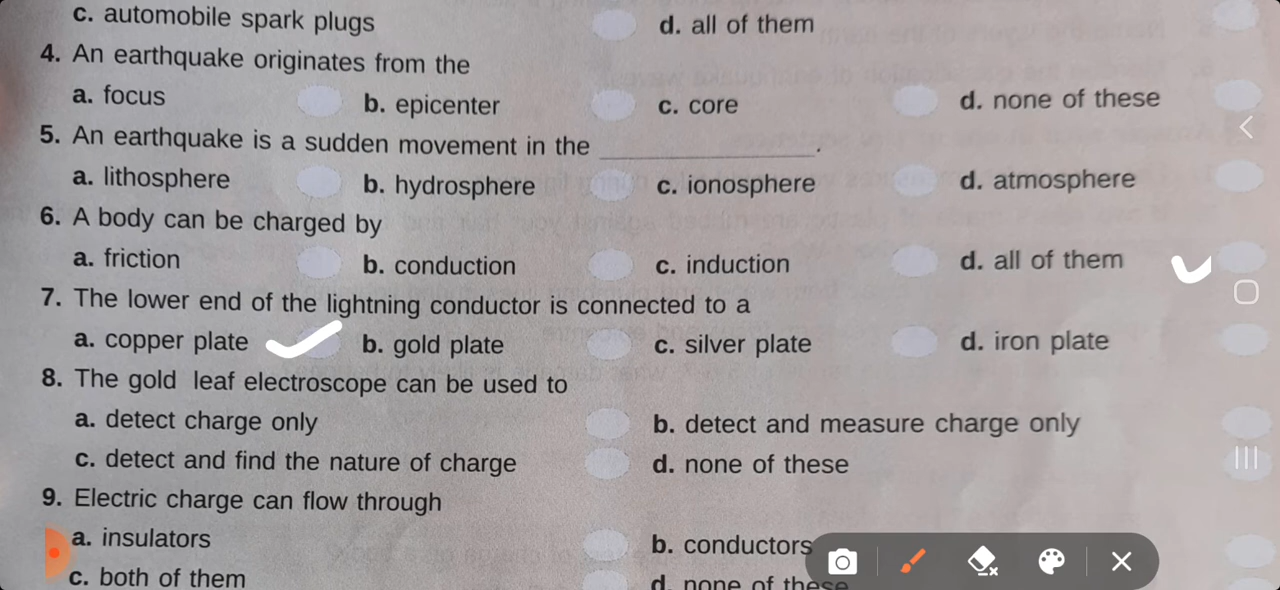 c. automobile spark plugs d. all of them
4. An earthquake originates from the
a. focus b. epicenter c. core d. none of these
5. An earthquake is a sudden movement in the ____________.
a. lithosphere b. hydrosphere c. ionosphere d. atmosphere
6. A body can be charged by
a. friction b. conduction c. induction d. all of them
7. The lower end of the lightning conductor is connected to a
a. copper plate b. gold plate c. silver plate d. iron plate
8. The gold leaf electroscope can be used to
a. detect charge only b. detect and measure charge only
c. detect and find the nature of charge d. none of these
9. Electric charge can flow through
a. insulators b. conductors
c. both of them d. none of these